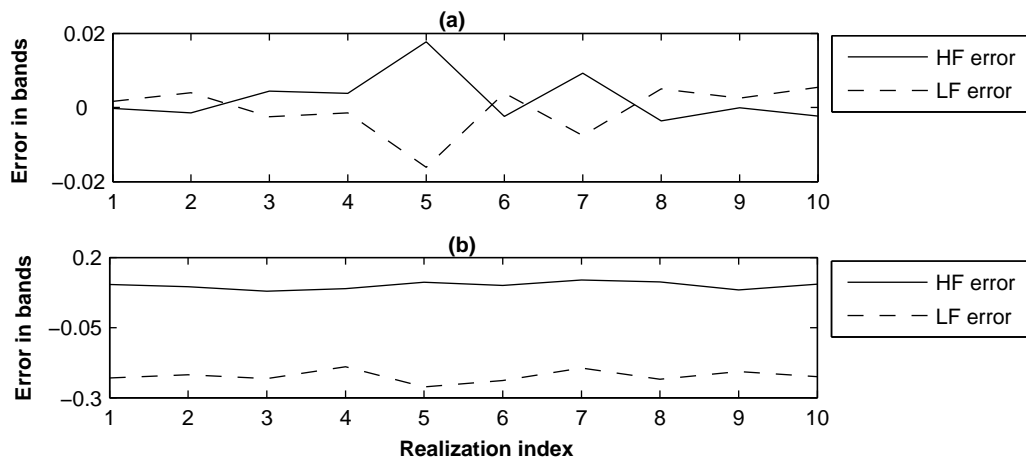 (a)
Error in bands
0.02
0
−0.02
1 2 3 4 5 6 7 8 9 10
HF error
LF error
(b)
Error in bands
0.2
−0.05
−0.3
1 2 3 4 5 6 7 8 9 10
Realization index
HF error
LF error